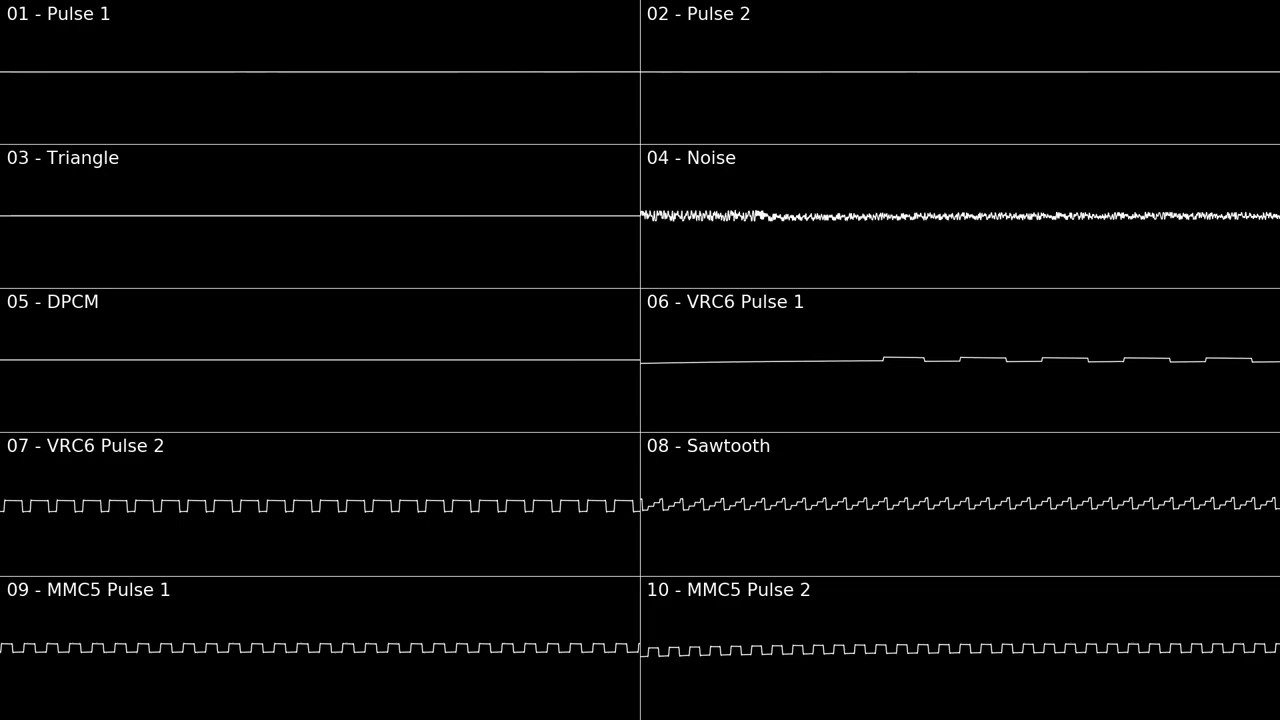 01 - Pulse 1
02 - Pulse 2
03 - Triangle
04 - Noise
05 - DPCM
06 - VRC6 Pulse 1
07 - VRC6 Pulse 2
08 - Sawtooth
09 - MMC5 Pulse 1
10 - MMC5 Pulse 2